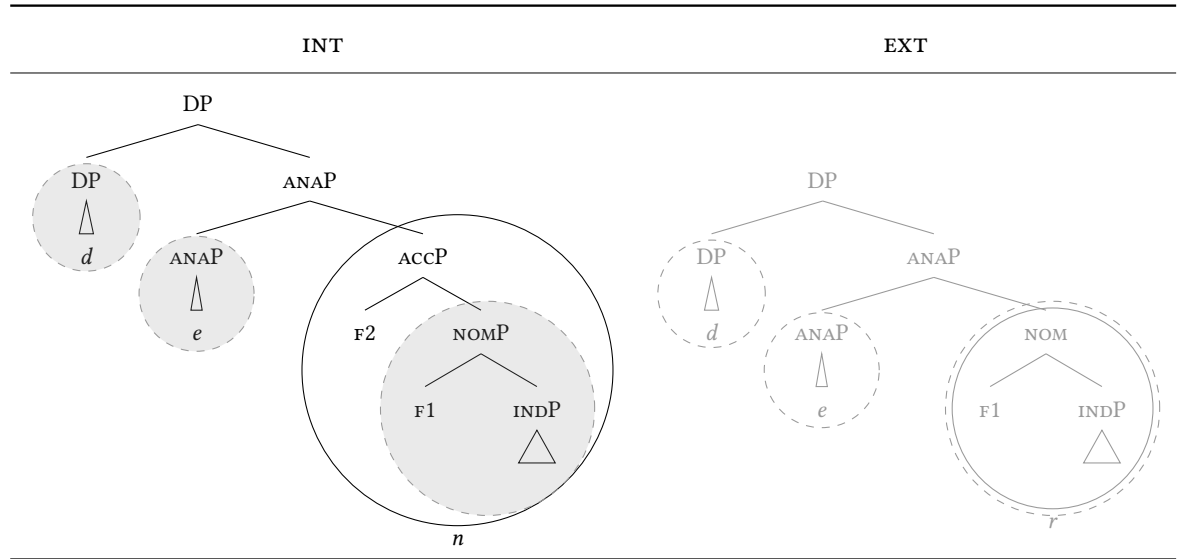 INT EXT
DP
DP ANAP DP
d ANAP ACCP DP ANAP
e F2 NOMP d ANAP NOM
F1 INDP e F1 INDP
n r